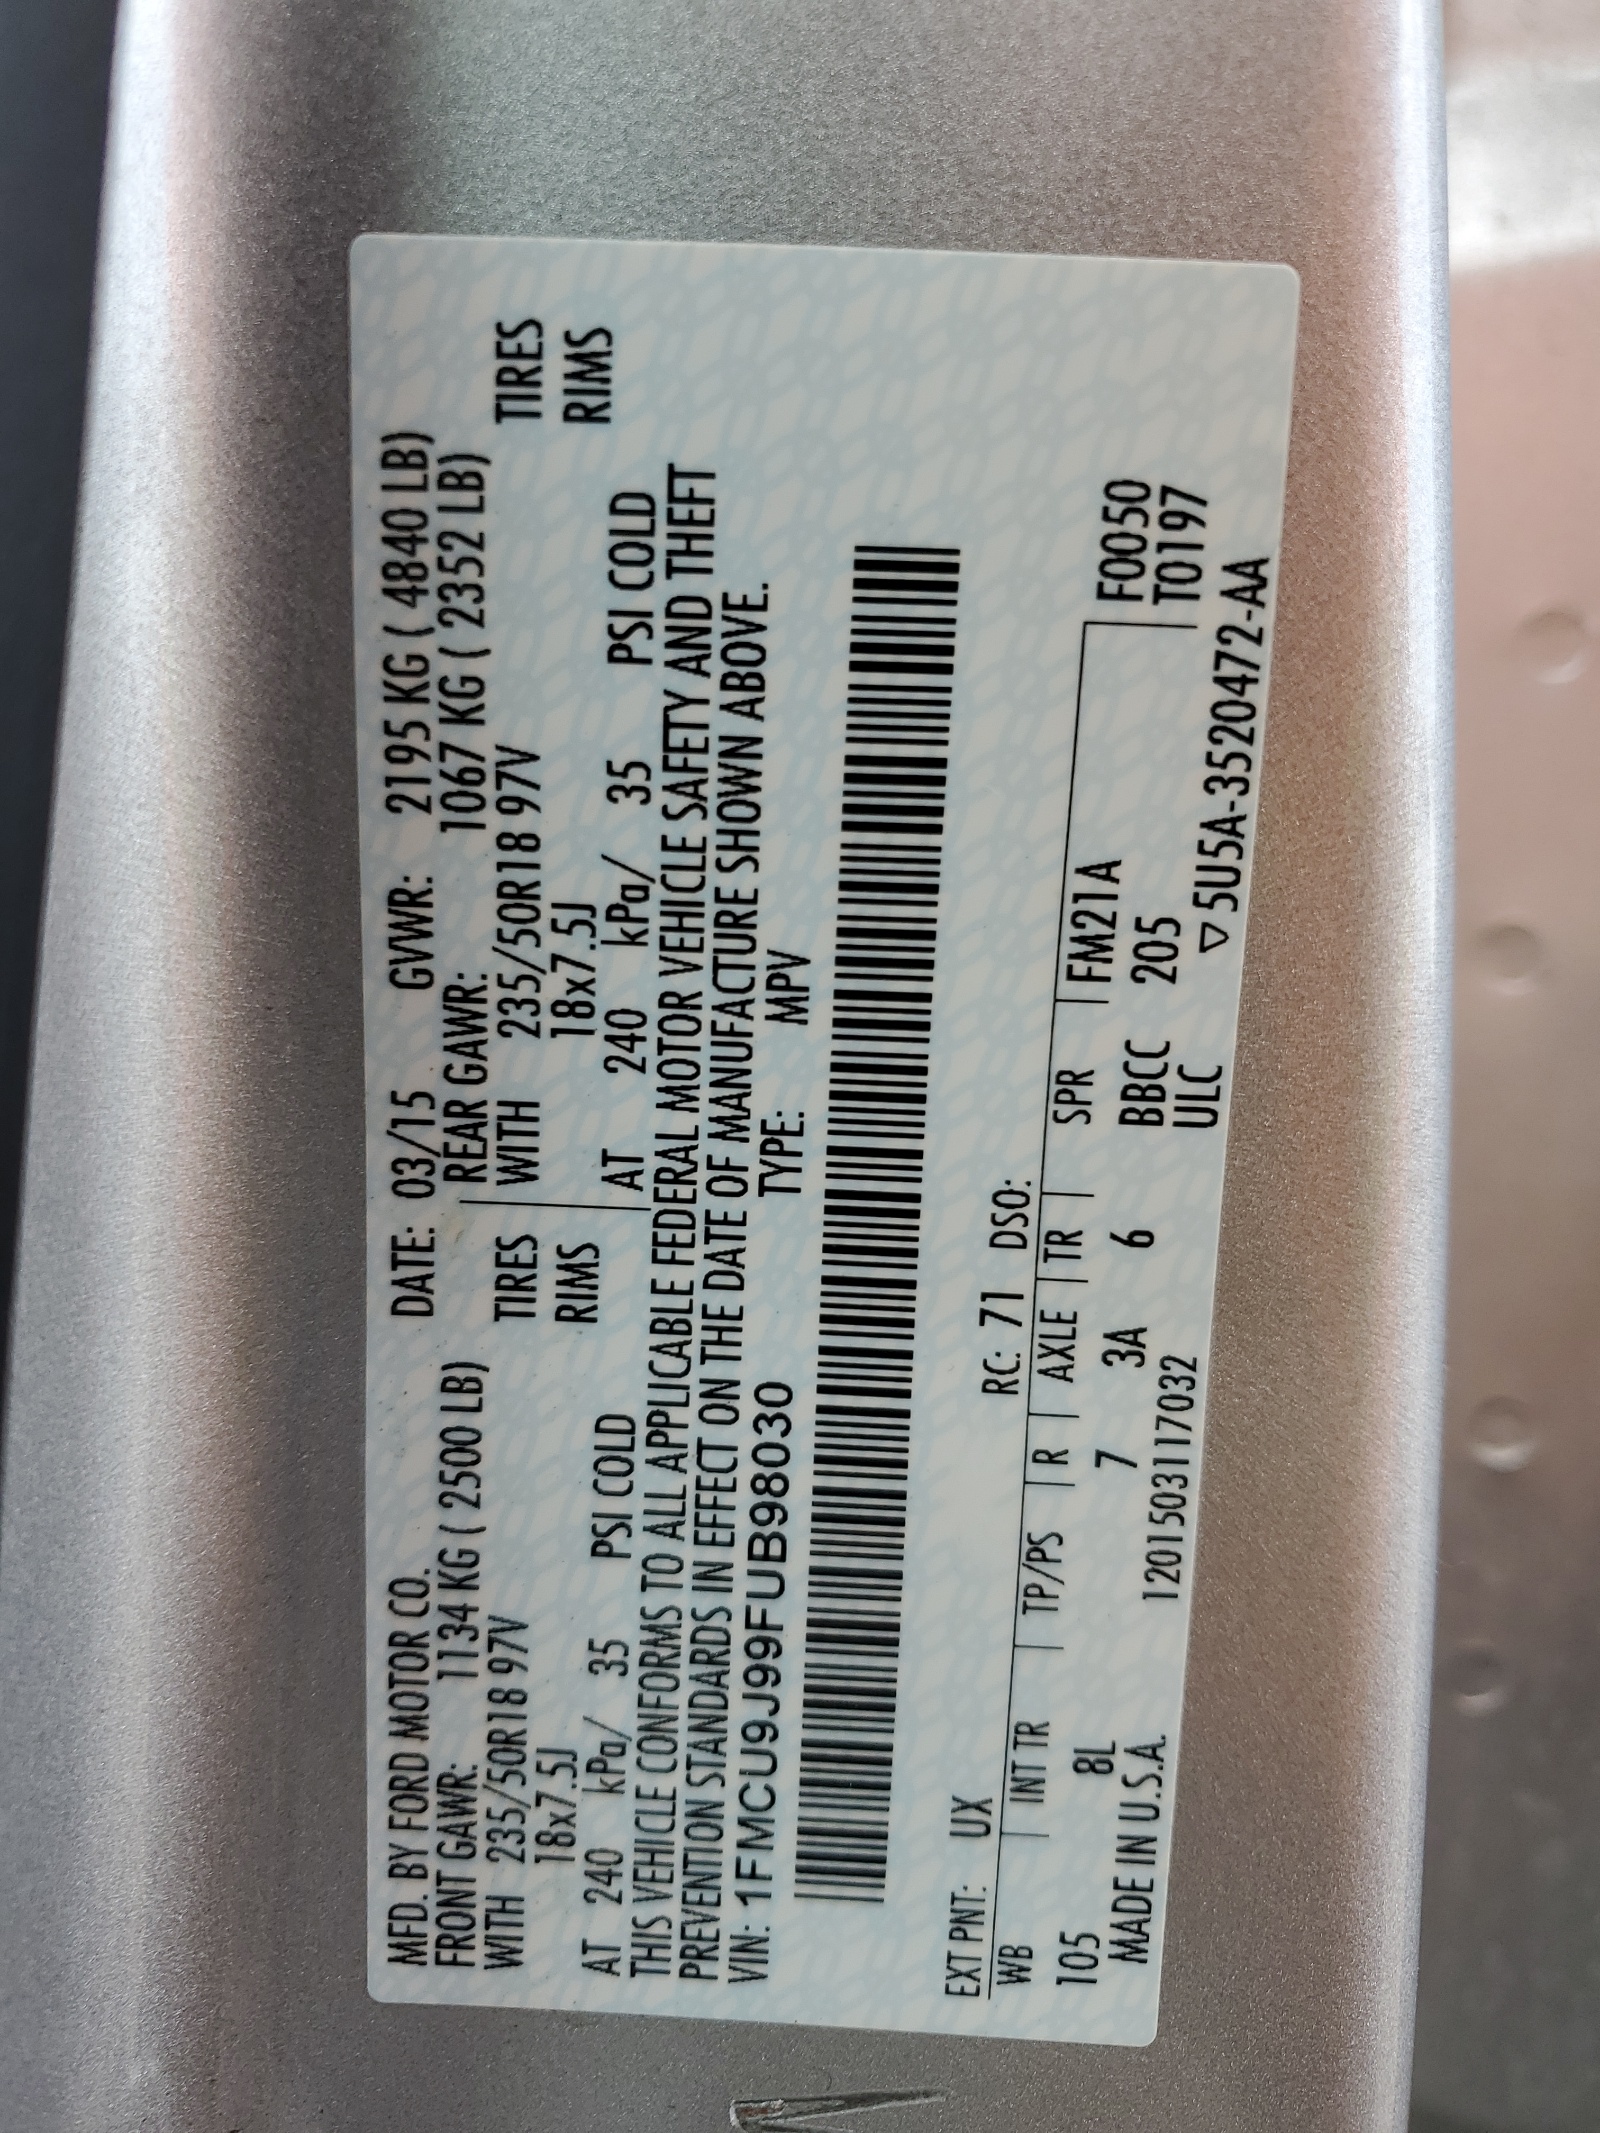 MFD. BY FORD MOTOR CO. DATE: 03/15 GVWR: 2195 KG ( 4840 LB)
FRONT GAWR: 1134 KG ( 2500 LB) REAR GAWR: 1067 KG ( 2352 LB)
WITH 235/50R18 97V TIRES WITH 235/50R18 97V TIRES
18x7.5J RIMS 18x7.5J RIMS
AT 240 kPa/ 35 PSI COLD AT 240 kPa/ 35 PSI COLD
THIS VEHICLE CONFORMS TO ALL APPLICABLE FEDERAL MOTOR VEHICLE SAFETY AND THEFT
PREVENTION STANDARDS IN EFFECT ON THE DATE OF MANUFACTURE SHOWN ABOVE.
VIN: 1FMCU9J99FUB98030 TYPE: MPV
EXT PNT: UX RC: 71 DSO:
WB | INT TR | TP/PS | R | AXLE | TR | SPR | FM21A F00050
105 8L 7 3A 6 BBCC 205 T0197
MADE IN U.S.A. 120150311 7032 ULC ▽5U5A-3520472-AA